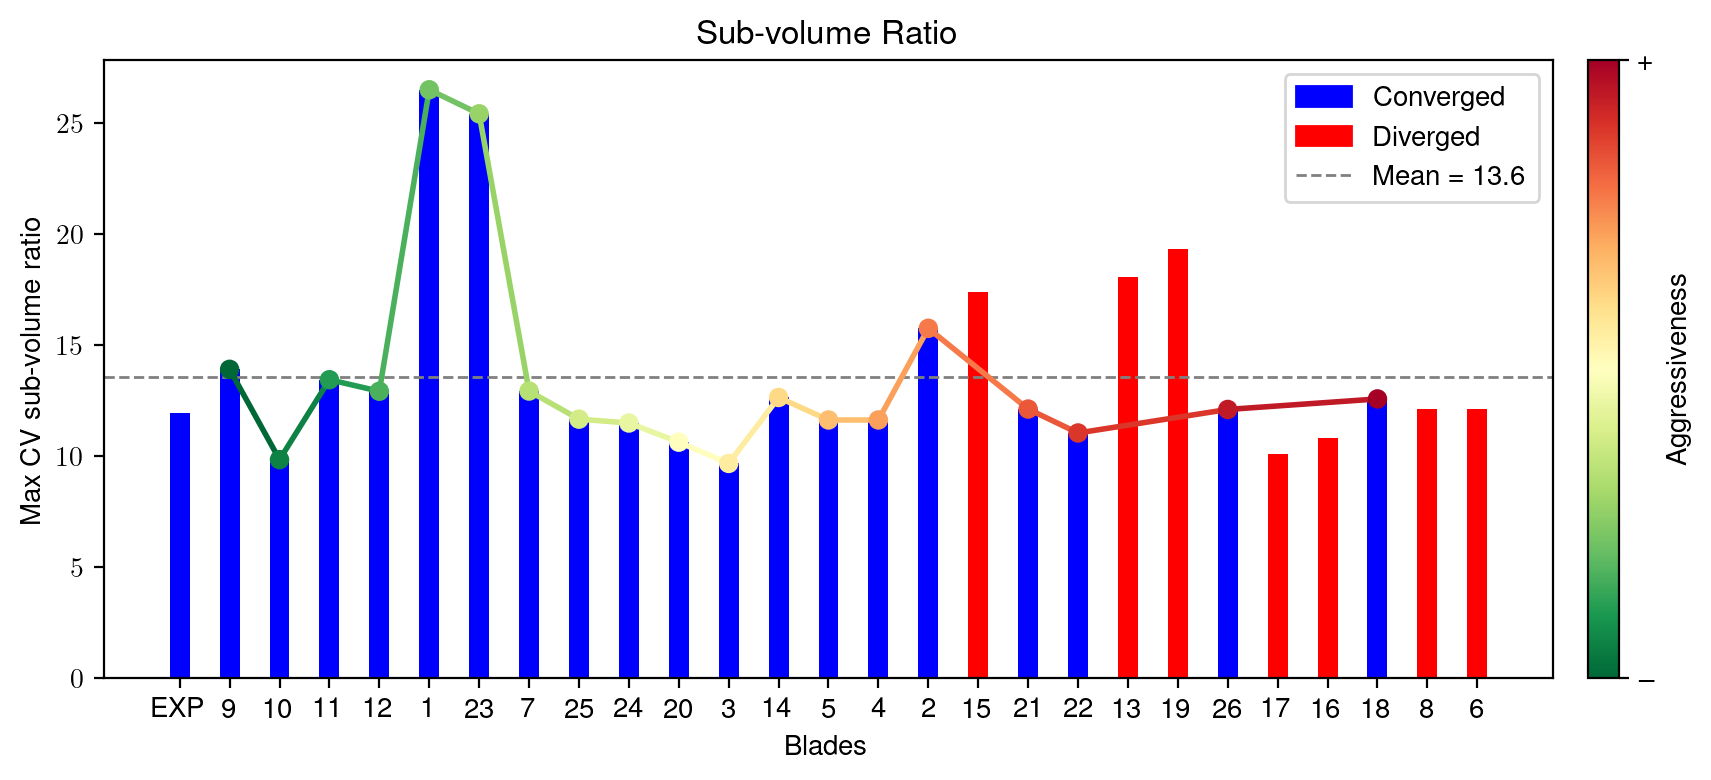 Sub-volume Ratio
Max CV sub-volume ratio
25
20
15
10
5
0
Converged
Diverged
Mean = 13.6
EXP 9 10 11 12 1 23 7 25 24 20 3 14 5 4 2 15 21 22 13 19 26 17 16 18 8 6
Blades
+
Aggressiveness
−